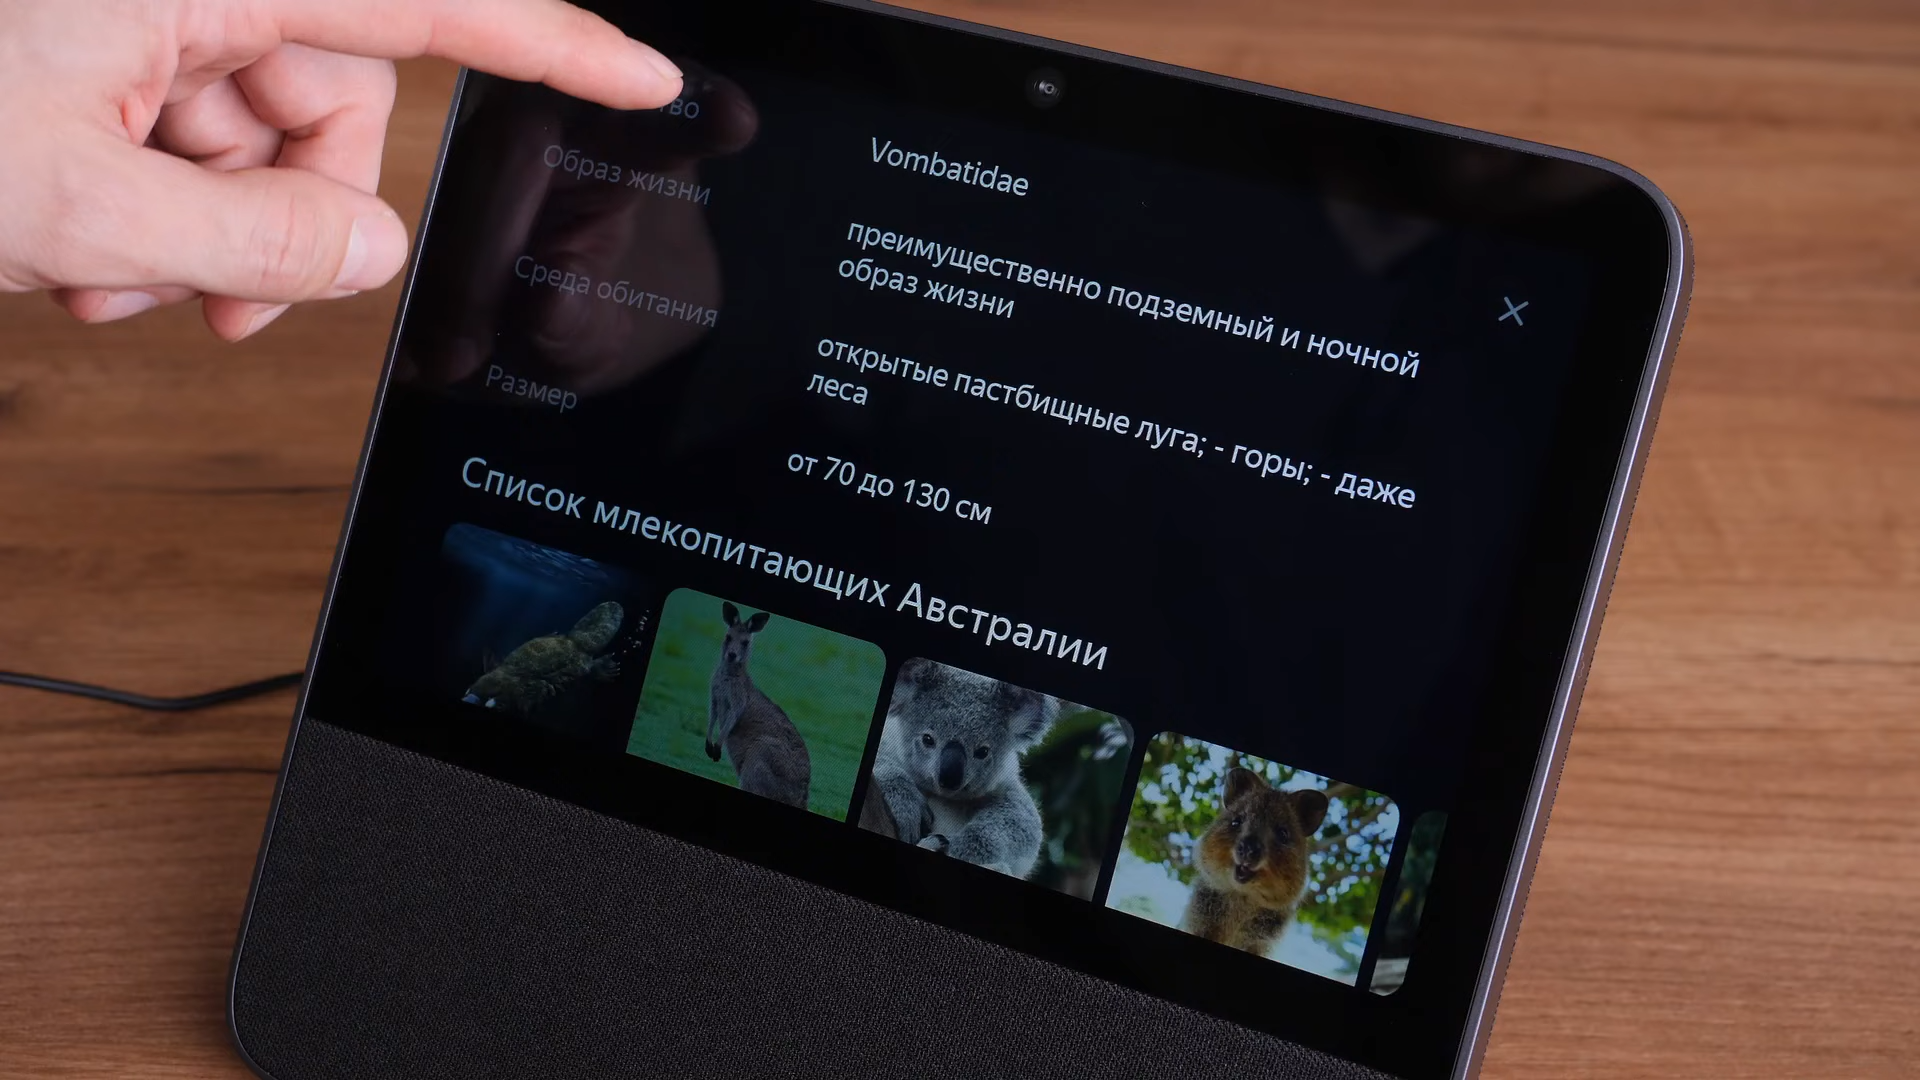 Vombatidae
Образ жизни
преимущественно подземный и ночной
образ жизни
Среда обитания
открытые пастбищные луга; - горы; - даже
леса
Размер
от 70 до 130 см
Список млекопитающих Австралии